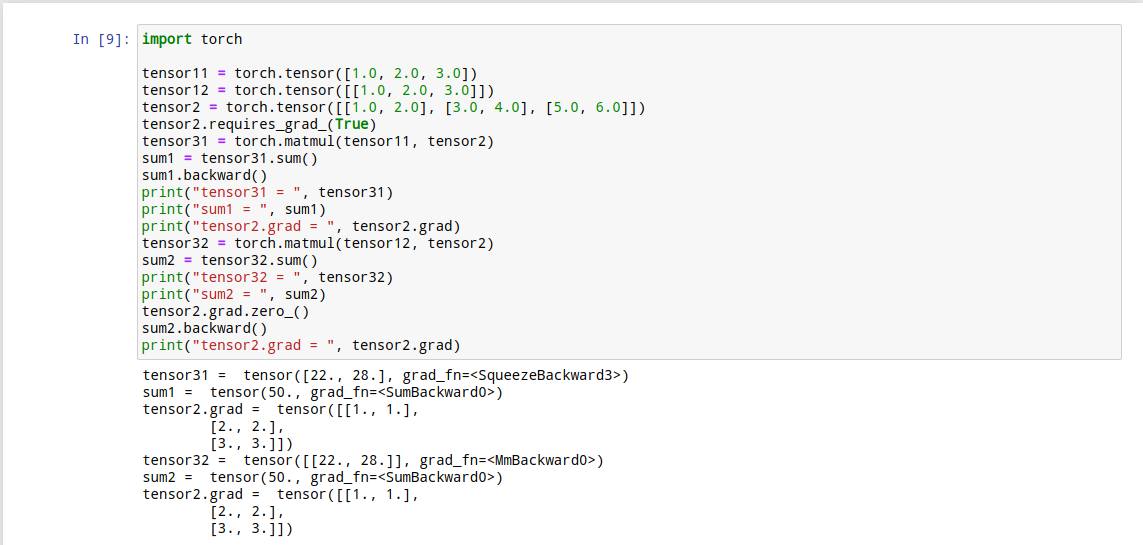 In [9]: import torch

tensor11 = torch.tensor([1.0, 2.0, 3.0])
tensor12 = torch.tensor([[1.0, 2.0, 3.0]])
tensor2 = torch.tensor([[1.0, 2.0], [3.0, 4.0], [5.0, 6.0]])
tensor2.requires_grad_(True)
tensor31 = torch.matmul(tensor11, tensor2)
sum1 = tensor31.sum()
sum1.backward()
print("tensor31 = ", tensor31)
print("sum1 = ", sum1)
print("tensor2.grad = ", tensor2.grad)
tensor32 = torch.matmul(tensor12, tensor2)
sum2 = tensor32.sum()
print("tensor32 = ", tensor32)
print("sum2 = ", sum2)
tensor2.grad.zero_()
sum2.backward()
print("tensor2.grad = ", tensor2.grad)
tensor31 =  tensor([22., 28.], grad_fn=<SqueezeBackward3>)
sum1 =  tensor(50., grad_fn=<SumBackward0>)
tensor2.grad =  tensor([[1., 1.],
        [2., 2.],
        [3., 3.]])
tensor32 =  tensor([[22., 28.]], grad_fn=<MmBackward0>)
sum2 =  tensor(50., grad_fn=<SumBackward0>)
tensor2.grad =  tensor([[1., 1.],
        [2., 2.],
        [3., 3.]])